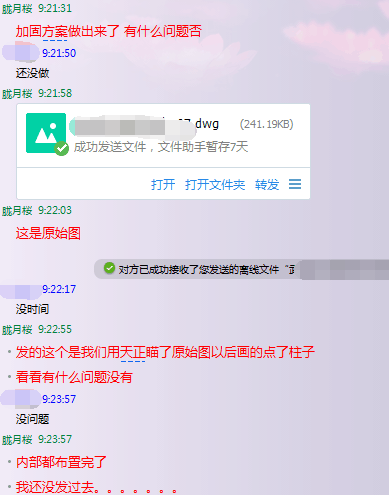 胧月桜 9:21:31
加固方案做出来了 有什么问题否
9:21:50
还没做
胧月桜 9:21:58
.dwg (241.19KB)
成功发送文件，文件助手暂存7天
打开 打开文件夹 转发
胧月桜 9:22:03
这是原始图
对方已成功接收了您发送的离线文件“
9:22:17
没时间
胧月桜 9:22:55
• 发的这个是我们用天正瞄了原始图以后画的点了柱子
• 看看有什么问题没有
9:23:57
没问题
胧月桜 9:23:57
• 内部都布置完了
• 我还没发过去。。。。。。。